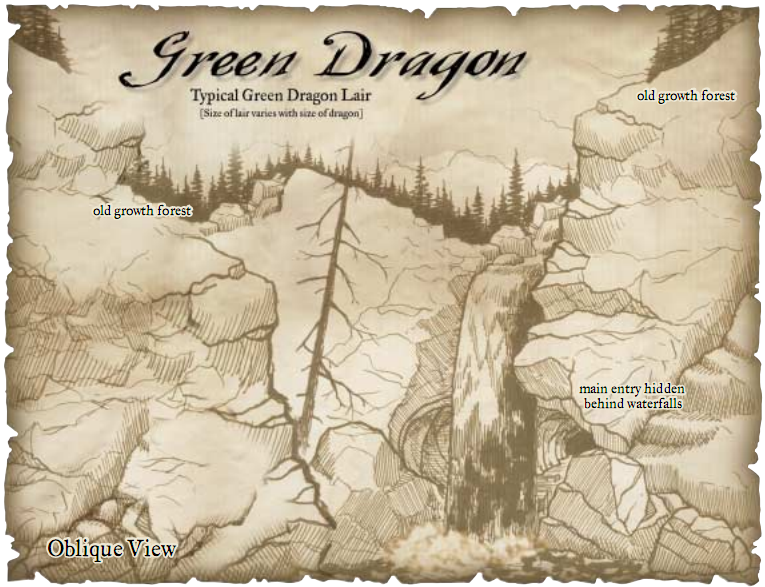 Green Dragon
Typical Green Dragon Lair
[Size of lair varies with size of dragon]
old growth forest
old growth forest
main entry hidden
behind waterfalls
Oblique View